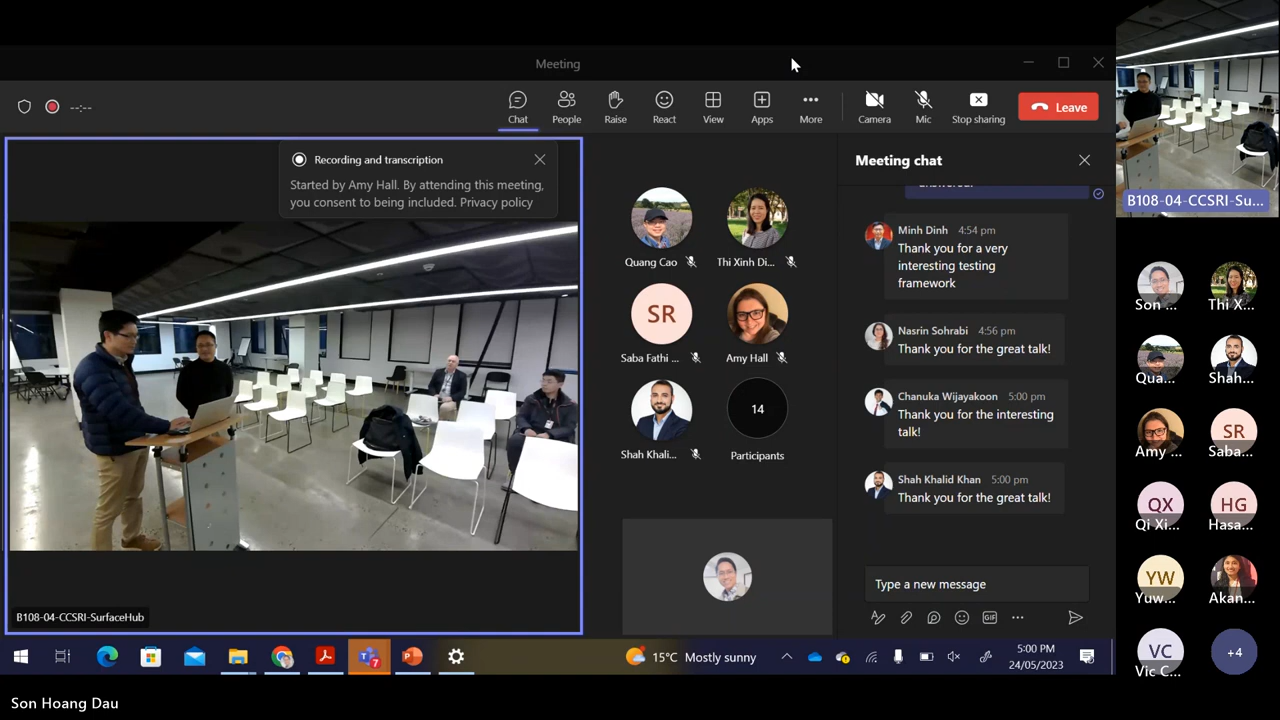 Meeting
--:--
Chat
People
Raise
React
View
Apps
More
Camera
Mic
Stop sharing
Leave
Recording and transcription
Started by Amy Hall. By attending this meeting,
you consent to being included. Privacy policy
B108-04-CCSRI-SurfaceHub
Quang Cao
Thi Xinh Di...
SR
Saba Fathi ...
Amy Hall
Shah Khali...
14
Participants
Meeting chat
Minh Dinh 4:54 pm
Thank you for a very
interesting testing
framework
Nasrin Sohrabi 4:56 pm
Thank you for the great talk!
Chanuka Wijayakoon 5:00 pm
Thank you for the interesting
talk!
Shah Khalid Khan 5:00 pm
Thank you for the great talk!
Type a new message
GIF
7
15°C Mostly sunny
5:00 PM
24/05/2023
B108-04-CCSRI-Su...
Son ...
Thi X...
Qua...
Shah...
Amy ...
SR
Saba...
QX
Qi Xi...
HG
Hasa...
YW
Yuw...
Akan...
VC
Vic C...
+4
Son Hoang Dau